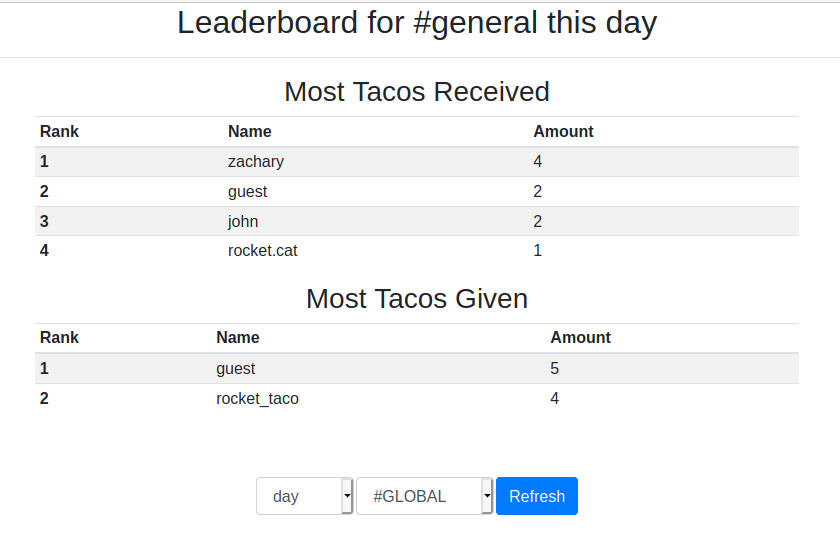 Leaderboard for #general this day
Most Tacos Received
Rank Name Amount
1 zachary 4
2 guest 2
3 john 2
4 rocket.cat 1
Most Tacos Given
Rank Name Amount
1 guest 5
2 rocket_taco 4
day #GLOBAL Refresh